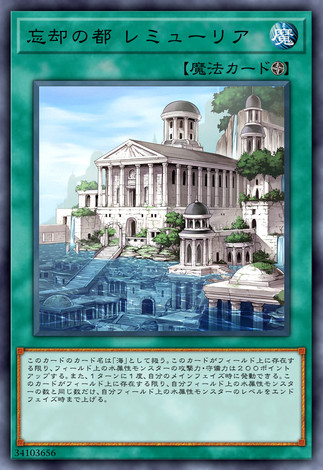 忘却の都 レミューリア
魔
【魔法カード】
このカードのカード名は「海」として扱う。このカードがフィールド上に存在す
る限り、フィールド上の水属性モンスターの攻撃力・守備力は２００ポイント
アップする。また、１ターンに１度、自分のメインフェイズ時に発動できる。こ
のカードがフィールド上に存在する限り、自分フィールド上の水属性モンスター
の数と同じ数だけ、自分フィールド上の水属性モンスターのレベルをエンド
フェイズ時まで上げる。
34103656